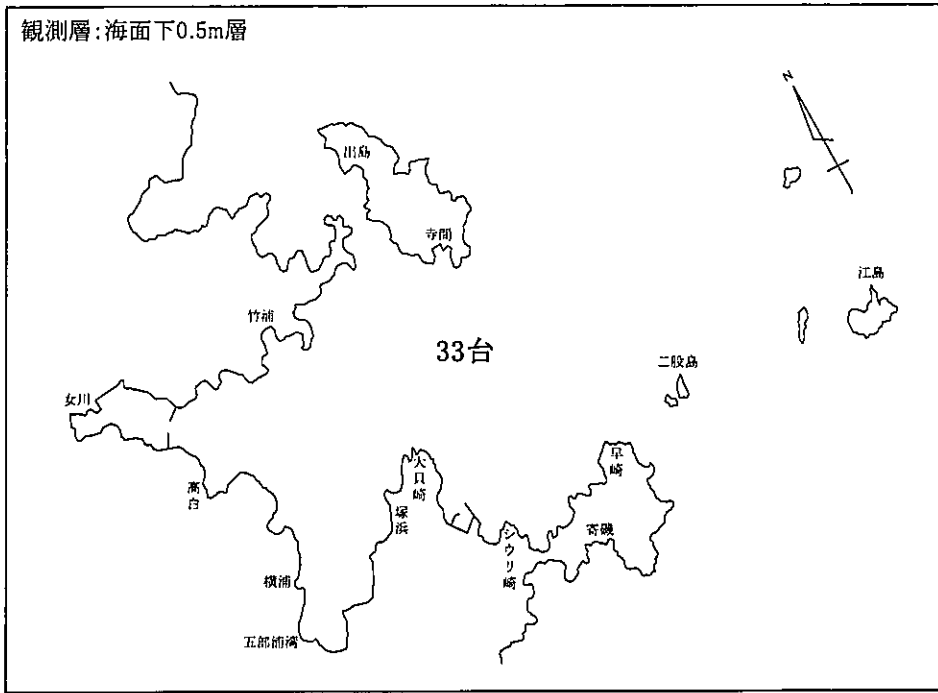 観測層:海面下0.5m層
N
出島
寺間
江島
竹浦
33台
二股島
女川
早崎
大貝崎
高白
塚浜
寄磯
シウリ崎
横浦
五部浦湾